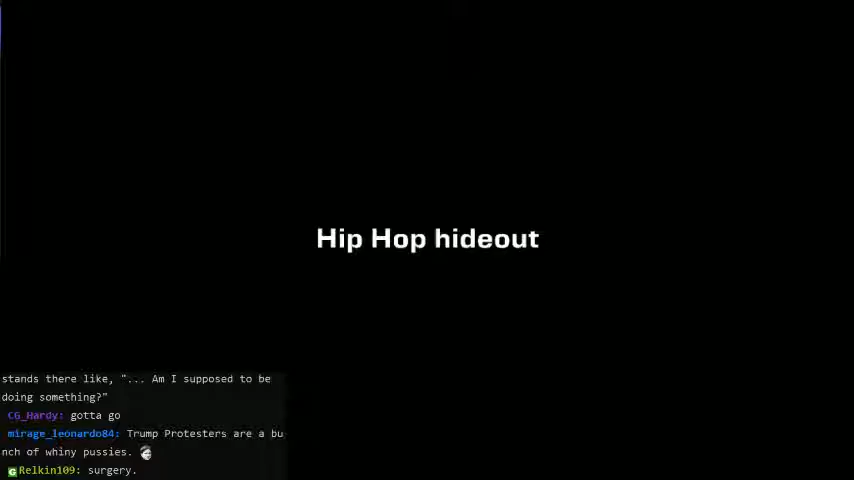 Hip Hop hideout
stands there like, "... Am I supposed to be
doing something?"
CG_Hardy: gotta go
mirage_leonardo84: Trump Protesters are a bu
nch of whiny pussies.
Relkin109: surgery.